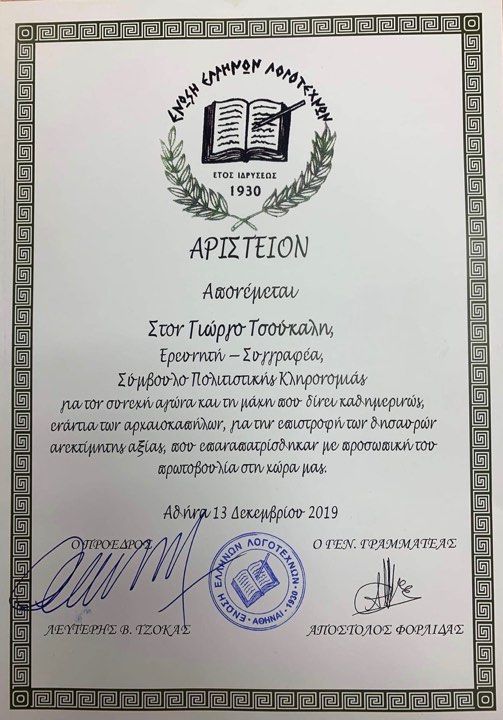 ΕΝΩΣΗ ΕΛΛΗΝΩΝ ΛΟΓΟΤΕΧΝΩΝ
ΕΤΟΣ ΙΔΡΥΣΕΩΣ
1930
ΑΡΙΣΤΕΙΟΝ
Απονέμεται
Στον Γιώργο Τσούκαλη,
Ερευνητή – Συγγραφέα,
Σύμβουλο Πολιτιστικής Κληρονομιάς
για τον συνεχή αγώνα και τη μάχη που δίνει καθημερινώς,
ενάντια των αρχαιοκαπήλων, για την επιστροφή των θησαυρών
ανεκτίμητης αξίας, που επαναπατρίσθηκαν με προσωπική του
πρωτοβουλία στη χώρα μας.
Αθήνα 13 Δεκεμβρίου 2019
Ο ΠΡΟΕΔΡΟΣ
Ο ΓΕΝ. ΓΡΑΜΜΑΤΕΑΣ
ΕΝΩΣΗ ΕΛΛΗΝΩΝ ΛΟΓΟΤΕΧΝΩΝ
ΑΘΗΝΑΙ · 1930
ΛΕΥΤΕΡΗΣ Β. ΤΖΟΚΑΣ
ΑΠΟΣΤΟΛΟΣ ΦΟΡΛΙΔΑΣ